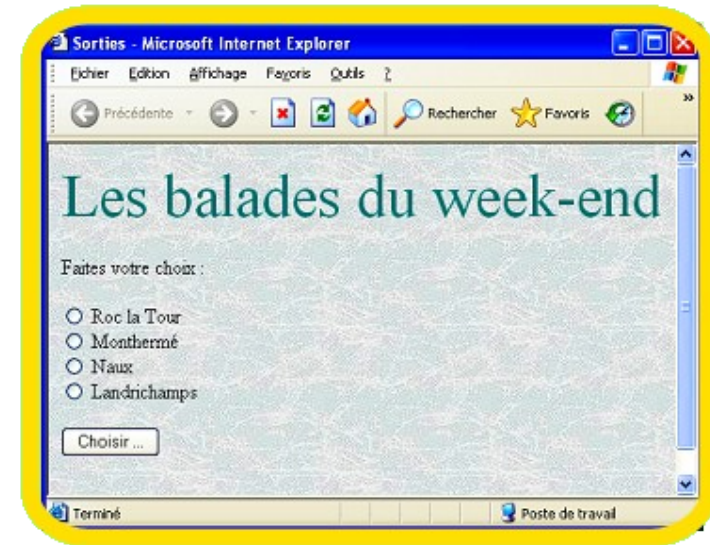 Sorties - Microsoft Internet Explorer
Fichier Edition Affichage Favoris Outils ?
Précédente Rechercher Favoris »
Les balades du week-end
Faites votre choix :
Roc la Tour
Monthermé
Naux
Landrichamps
Choisir ...
Terminé Poste de travail